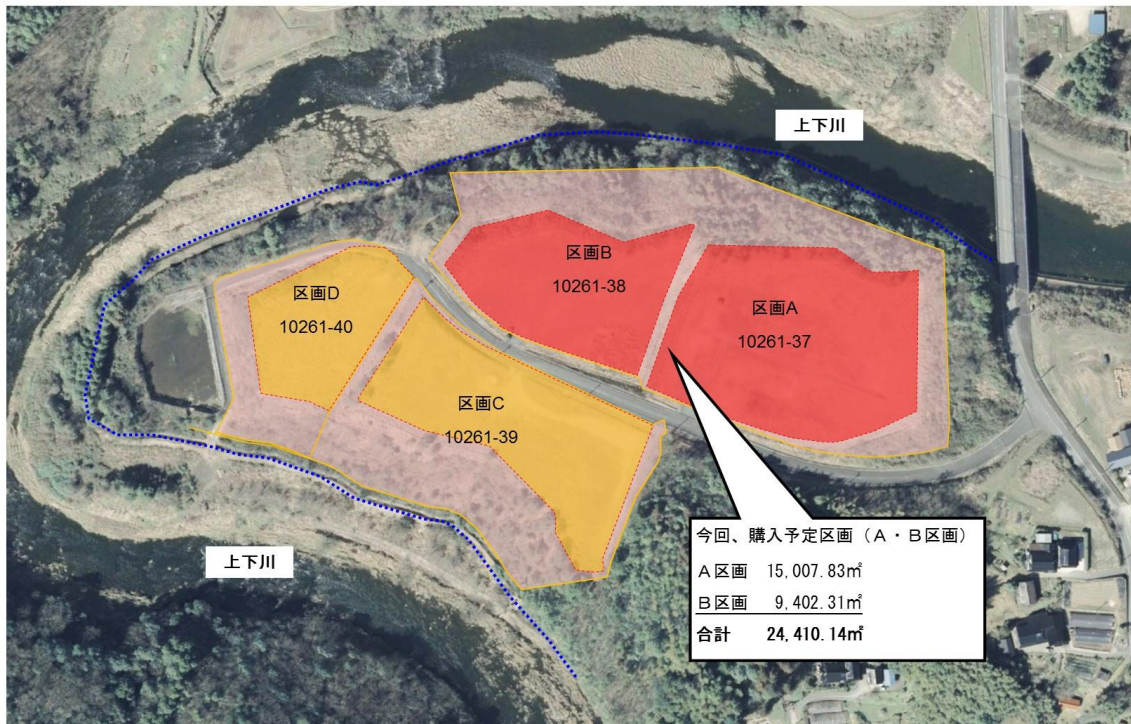 上下川
区画B
10261-38
区画A
10261-37
区画D
10261-40
区画C
10261-39
上下川
今回、購入予定区画（A・B区画）
A区画 15,007.83㎡
B区画 9,402.31㎡
合計 24,410.14㎡